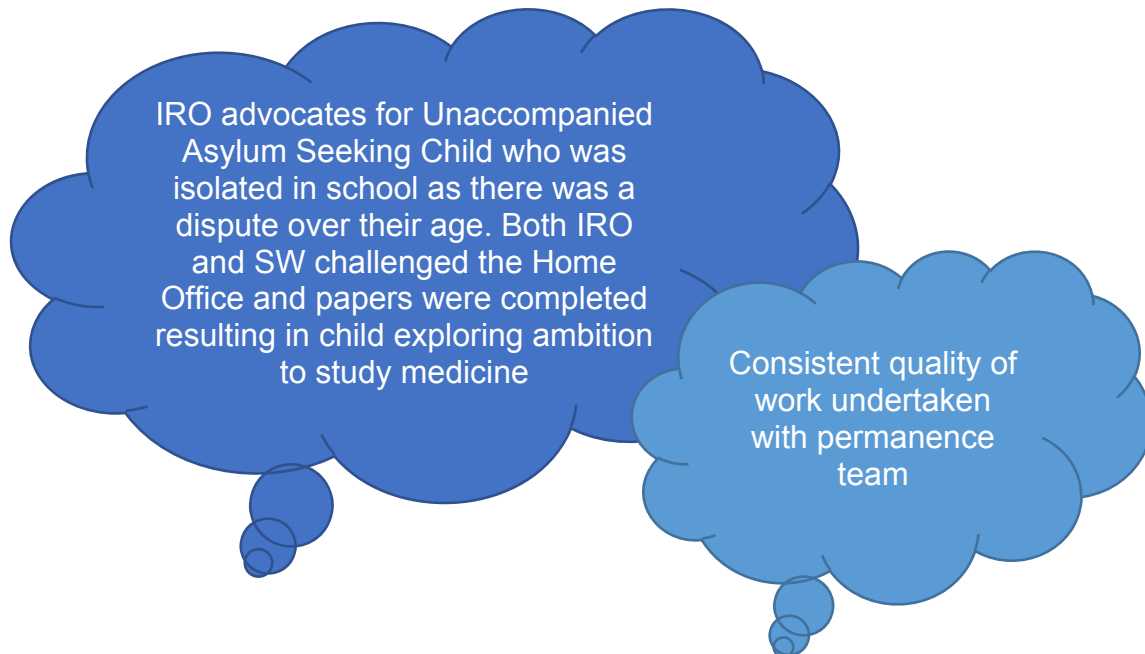 IRO advocates for Unaccompanied
Asylum Seeking Child who was
isolated in school as there was a
dispute over their age. Both IRO
and SW challenged the Home
Office and papers were completed
resulting in child exploring ambition
to study medicine
Consistent quality of
work undertaken
with permanence
team